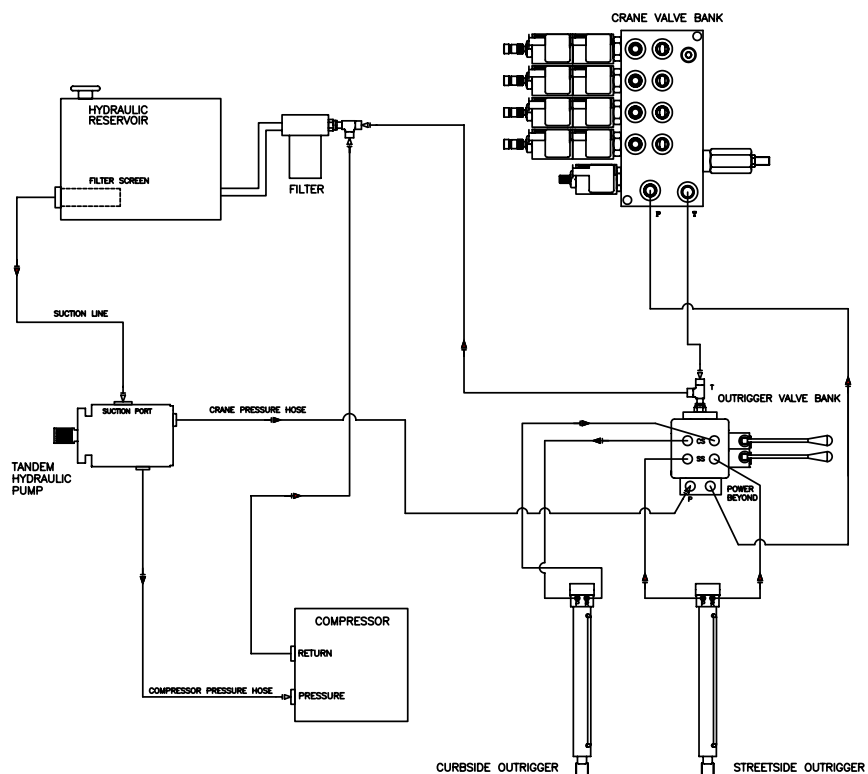 CRANE VALVE BANK
HYDRAULIC
RESERVOIR
FILTER SCREEN
FILTER
P
T
SUCTION LINE
SUCTION PORT
CRANE PRESSURE HOSE
T
OUTRIGGER VALVE BANK
CS
SS
TANDEM
HYDRAULIC
PUMP
P
POWER
BEYOND
COMPRESSOR
RETURN
COMPRESSOR PRESSURE HOSE
PRESSURE
CURBSIDE OUTRIGGER
STREETSIDE OUTRIGGER